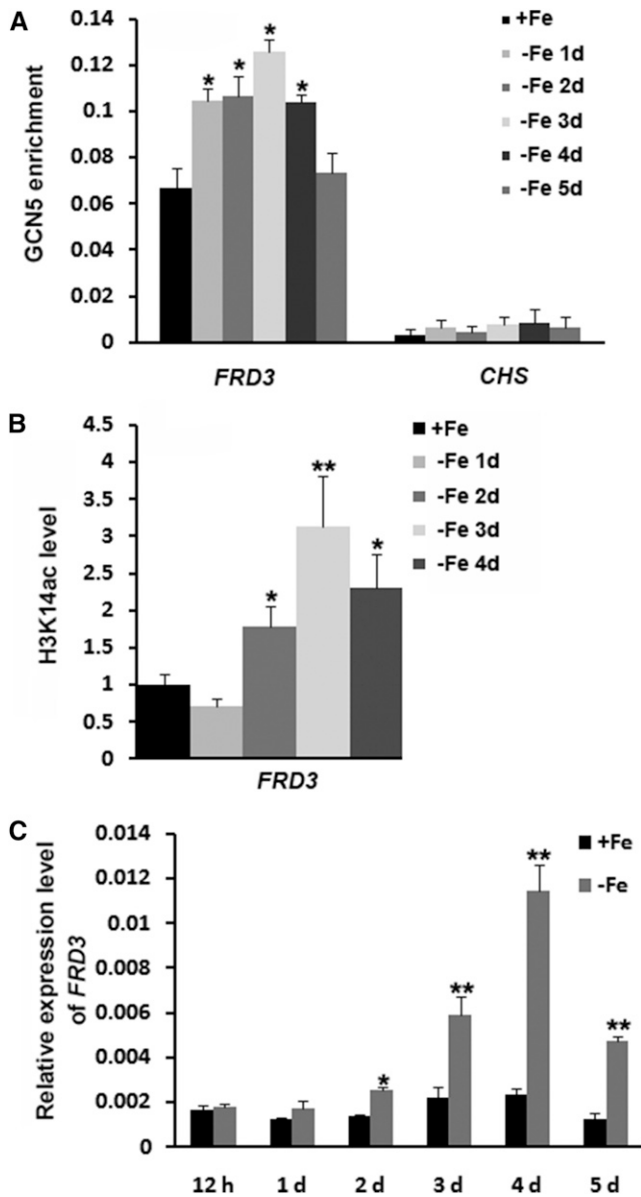 A
GCN5 enrichment
0.14
0.12
0.1
0.08
0.06
0.04
0.02
0
* * * *
+Fe
-Fe 1d
-Fe 2d
-Fe 3d
-Fe 4d
-Fe 5d
FRD3 CHS
B
H3K14ac level
4.5
4
3.5
3
2.5
2
1.5
1
0.5
0
* ** *
+Fe
-Fe 1d
-Fe 2d
-Fe 3d
-Fe 4d
FRD3
C
Relative expression level
of FRD3
0.014
0.012
0.01
0.008
0.006
0.004
0.002
0
* ** ** **
+Fe
-Fe
12 h 1 d 2 d 3 d 4 d 5 d